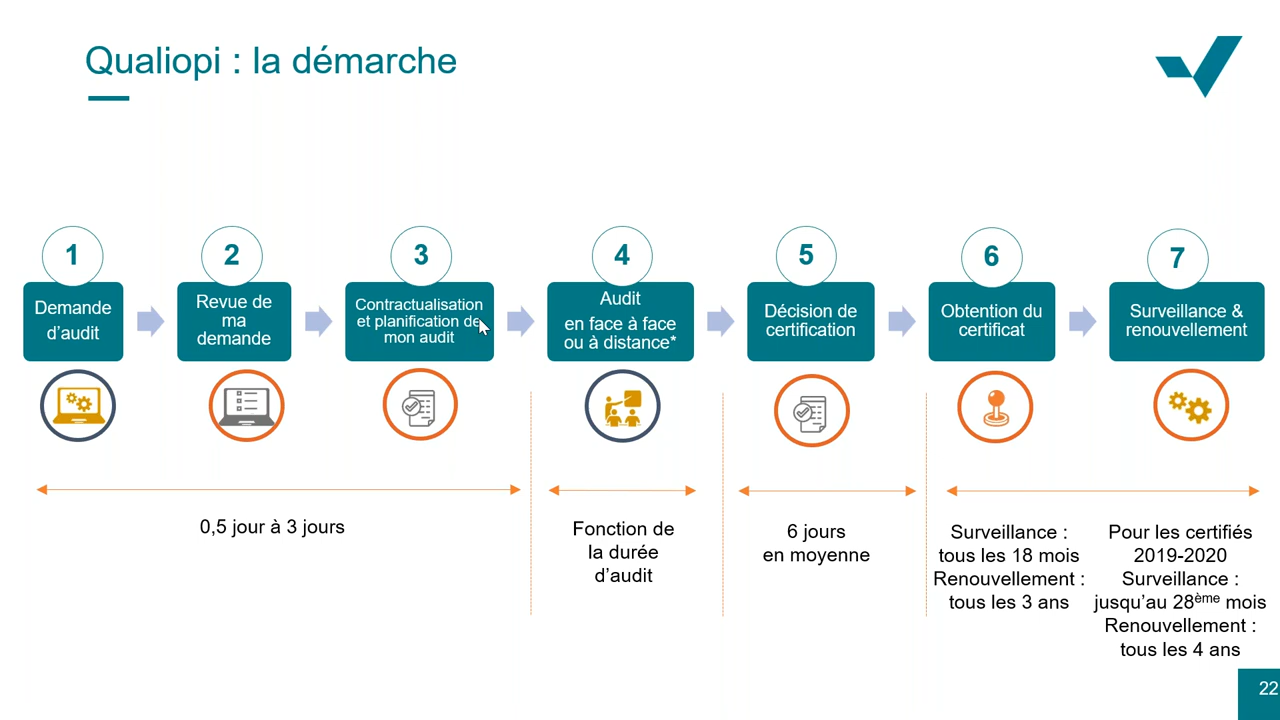 Qualiopi : la démarche
1
Demande
d'audit
2
Revue de
ma
demande
3
Contractualisation
et planification de
mon audit
4
Audit
en face à face
ou à distance*
5
Décision de
certification
6
Obtention du
certificat
7
Surveillance &
renouvellement
0,5 jour à 3 jours
Fonction de
la durée
d'audit
6 jours
en moyenne
Surveillance :
tous les 18 mois
Renouvellement :
tous les 3 ans
Pour les certifiés
2019-2020
Surveillance :
jusqu'au 28ème mois
Renouvellement :
tous les 4 ans
22